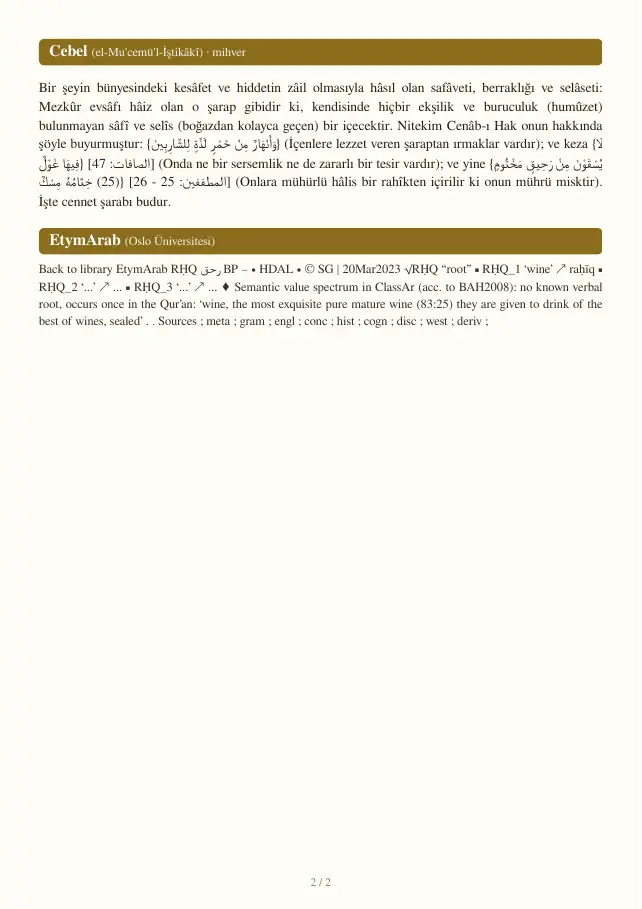 Cebel (el-Mu'cemü'l-İştikâkî) · mihver
Bir şeyin bünyesindeki kesâfet ve hiddetin zâil olmasıyla hâsıl olan safâveti, berraklığı ve selâseti:
Mezkûr evsâfı hâiz olan o şarap gibidir ki, kendisinde hiçbir ekşilik ve buruculuk (humûzet)
bulunmayan sâfî ve selîs (boğazdan kolayca geçen) bir içecektir. Nitekim Cenâb-ı Hak onun hakkında
şöyle buyurmuştur: {وَأَنْهَارٌ مِنْ خَمْرٍ لَذَّةٍ لِلشَّارِبِينَ} (İçenlere lezzet veren şaraptan ırmaklar vardır); ve keza {لَا
فِيهَا غَوْلٌ} [الصافات: 47] (Onda ne bir sersemlik ne de zararlı bir tesir vardır); ve yine {يُسْقَوْنَ مِنْ رَحِيقٍ مَخْتُومٍ
(25) خِتَامُهُ مِسْكٌ} [المطففين: 25 - 26] (Onlara mühürlü hâlis bir rahîkten içirilir ki onun mührü misktir).
İşte cennet şarabı budur.
EtymArab (Oslo Üniversitesi)
Back to library EtymArab RḤQ رحق BP – • HDAL • © SG | 20Mar2023 √RḤQ “root” ▪ RḤQ_1 ‘wine’ ↗ raḥīq ▪
RḤQ_2 ‘...’ ↗ ... ▪ RḤQ_3 ‘...’ ↗ ... ♦ Semantic value spectrum in ClassAr (acc. to BAH2008): no known verbal
root, occurs once in the Qur'an: ‘wine, the most exquisite pure mature wine (83:25) they are given to drink of the
best of wines, sealed’ . . Sources ; meta ; gram ; engl ; conc ; hist ; cogn ; disc ; west ; deriv ;
2 / 2